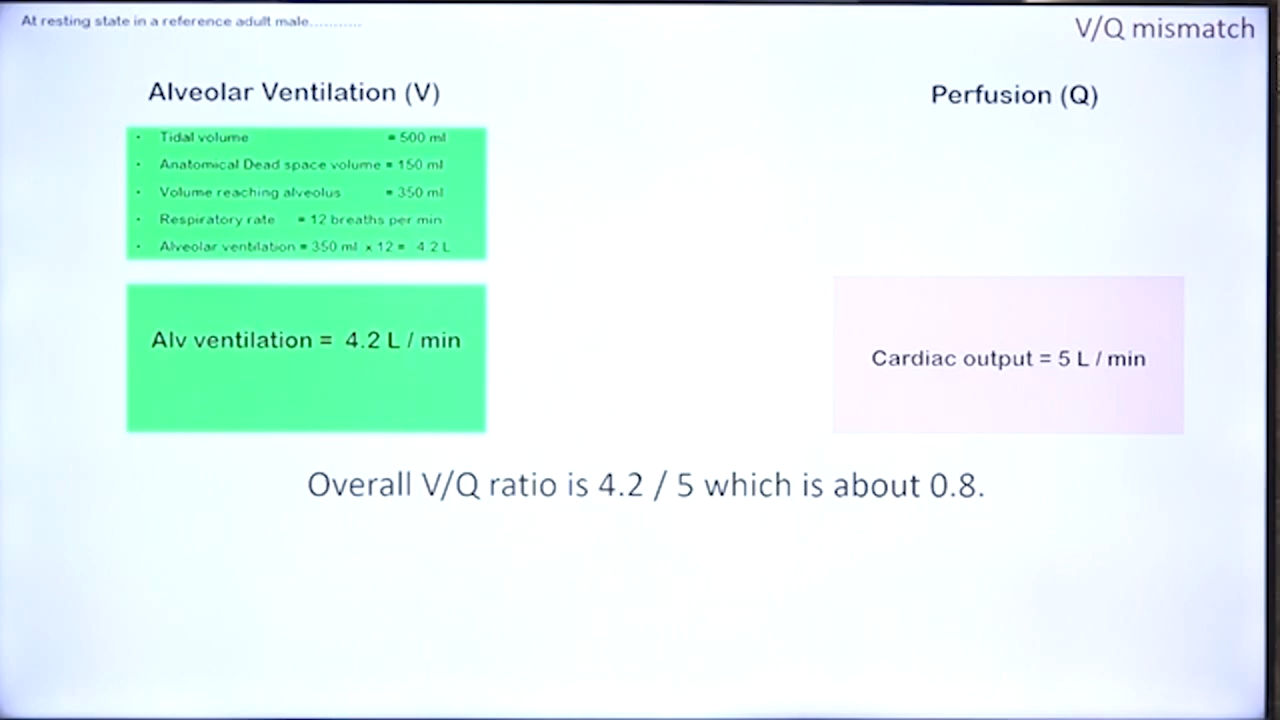 At resting state in a reference adult male...........
V/Q mismatch
Alveolar Ventilation (V)
• Tidal volume = 500 ml
• Anatomical Dead space volume = 150 ml
• Volume reaching alveolus = 350 ml
• Respiratory rate = 12 breaths per min
• Alveolar ventilation = 350 ml x 12 = 4.2 L
Alv ventilation = 4.2 L / min
Perfusion (Q)
Cardiac output = 5 L / min
Overall V/Q ratio is 4.2 / 5 which is about 0.8.